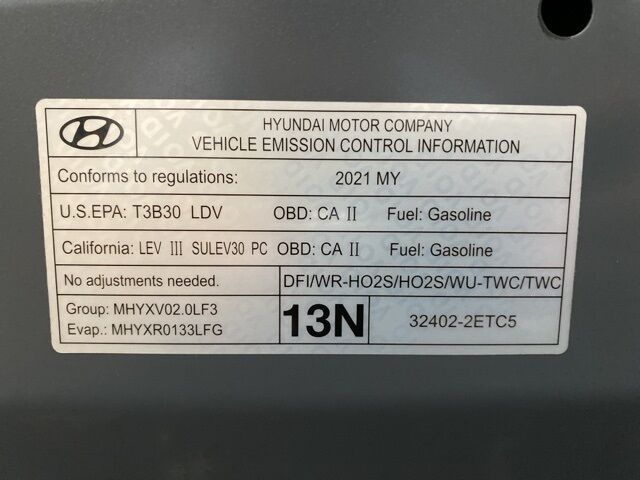 HYUNDAI MOTOR COMPANY
VEHICLE EMISSION CONTROL INFORMATION
Conforms to regulations: 2021 MY
U.S.EPA: T3B30 LDV OBD: CA II Fuel: Gasoline
California: LEV III SULEV30 PC OBD: CA II Fuel: Gasoline
No adjustments needed. DFI/WR-HO2S/HO2S/WU-TWC/TWC
Group: MHYXV02.0LF3
Evap.: MHYXR0133LFG
13N
32402-2ETC5